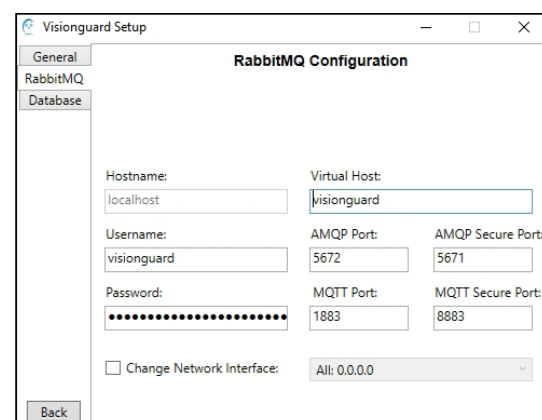 Visionguard Setup
General
RabbitMQ
Database
RabbitMQ Configuration
Hostname:
Virtual Host:
localhost
visionguard
Username:
AMQP Port:
AMQP Secure Port:
visionguard
5672
5671
Password:
MQTT Port:
MQTT Secure Port:
●●●●●●●●●●●●●●●●●●●●●●●●
1883
8883
Change Network Interface:
All: 0.0.0.0
Back